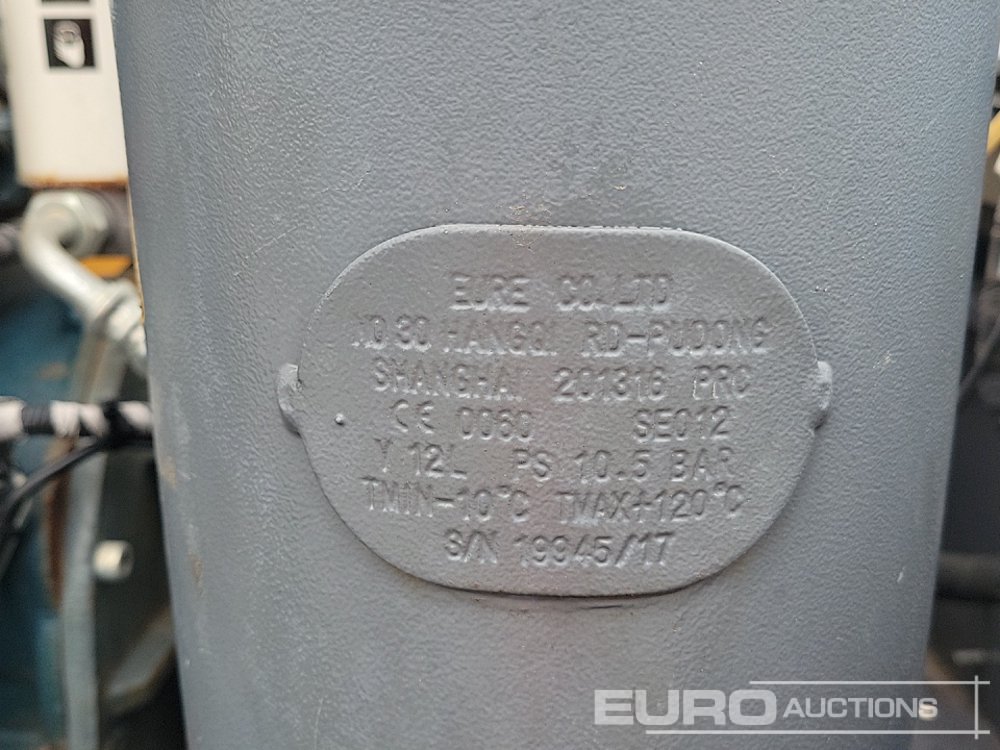 EURE CO.LTD
NO 30 HANGQI RD-PUDONG
SHANGHAI 201316 PRC
CE 0060 SE012
V 12L PS 10.5 BAR
TMIN-10°C TMAX+120°C
S/N 19945/17
EURO AUCTIONS